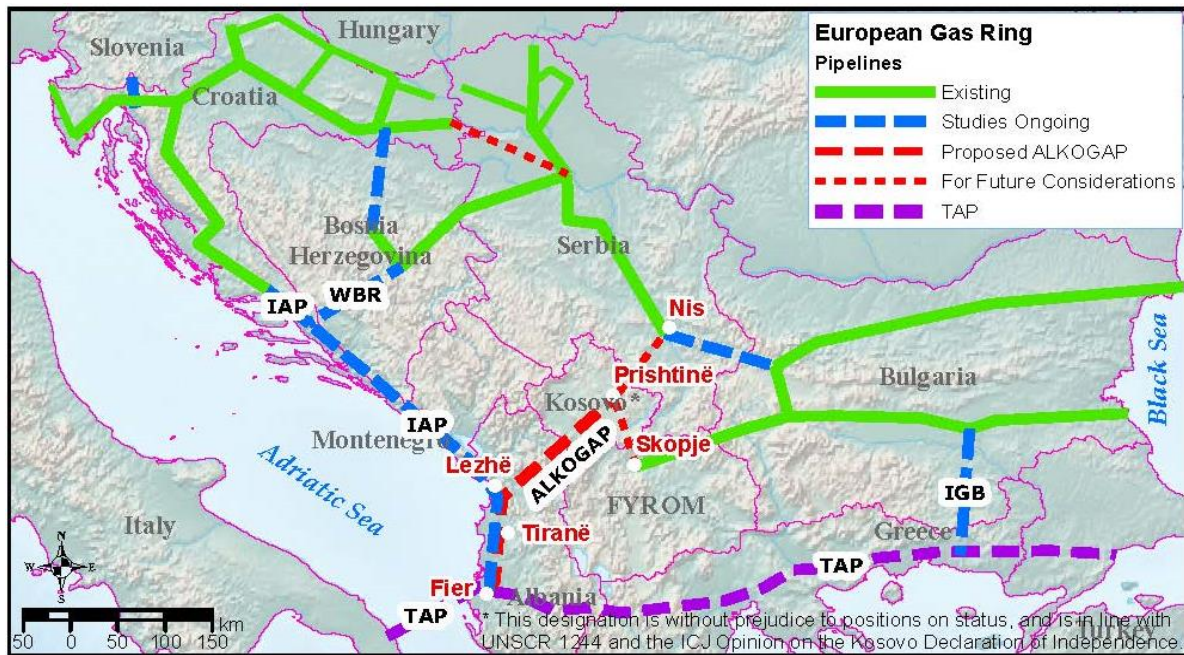 European Gas Ring
Pipelines
Existing
Studies Ongoing
Proposed ALKOGAP
For Future Considerations
TAP
Slovenia
Hungary
Croatia
Bosnia
Herzegovina
Serbia
IAP
WBR
Nis
Prishtinë
Kosovo*
Bulgaria
Black Sea
IAP
Montenegro
Lezhë
ALKOGAP
Skopje
Adriatic Sea
FYROM
IGB
Italy
Tiranë
Greece
TAP
N
W E
S
Fier
Albania
TAP
Turkey
50 0 50 100 150 km
* This designation is without prejudice to positions on status, and is in line with
UNSCR 1244 and the ICJ Opinion on the Kosovo Declaration of Independence.